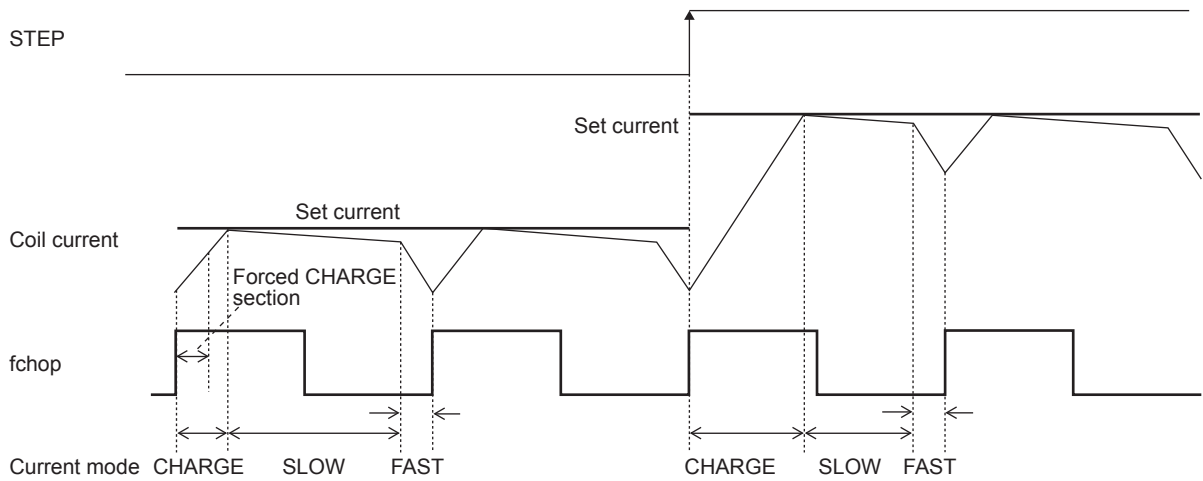 STEP
Set current
Set current
Coil current
Forced CHARGE
section
fchop
Current mode CHARGE SLOW FAST CHARGE SLOW FAST